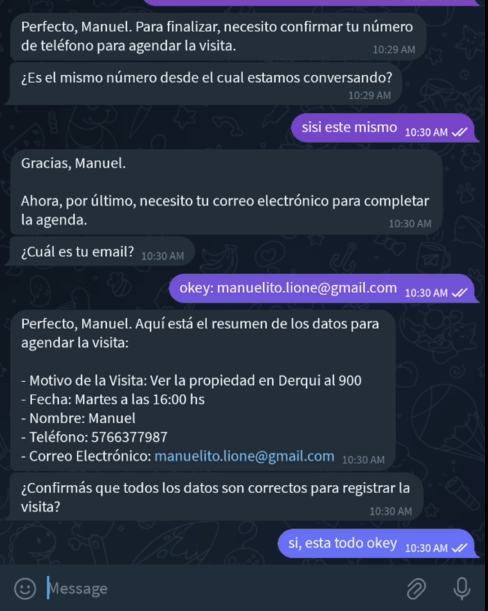 Perfecto, Manuel. Para finalizar, necesito confirmar tu número
de teléfono para agendar la visita.
10:29 AM
¿Es el mismo número desde el cual estamos conversando?
10:29 AM
sisi este mismo 10:30 AM
Gracias, Manuel.
Ahora, por último, necesito tu correo electrónico para completar
la agenda.
10:30 AM
¿Cuál es tu email? 10:30 AM
okey: manuelito.lione@gmail.com 10:30 AM
Perfecto, Manuel. Aquí está el resumen de los datos para
agendar la visita:
- Motivo de la Visita: Ver la propiedad en Derqui al 900
- Fecha: Martes a las 16:00 hs
- Nombre: Manuel
- Teléfono: 5766377987
- Correo Electrónico: manuelito.lione@gmail.com 10:30 AM
¿Confirmás que todos los datos son correctos para registrar la
visita?
10:30 AM
si, esta todo okey 10:30 AM
Message